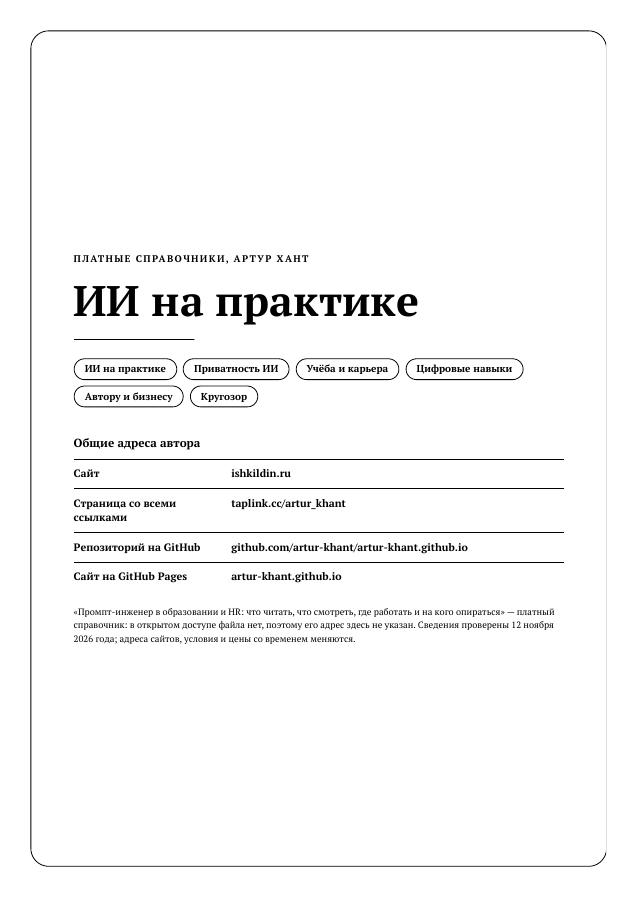 ПЛАТНЫЕ СПРАВОЧНИКИ, АРТУР ХАНТ
ИИ на практике
ИИ на практике
Приватность ИИ
Учёба и карьера
Цифровые навыки
Автору и бизнесу
Кругозор
Общие адреса автора
Сайт
ishkildin.ru
Страница со всеми
ссылками
taplink.cc/artur_khant
Репозиторий на GitHub
github.com/artur-khant/artur-khant.github.io
Сайт на GitHub Pages
artur-khant.github.io
«Промпт-инженер в образовании и HR: что читать, что смотреть, где работать и на кого опираться» — платный
справочник: в открытом доступе файла нет, поэтому его адрес здесь не указан. Сведения проверены 12 ноября
2026 года; адреса сайтов, условия и цены со временем меняются.